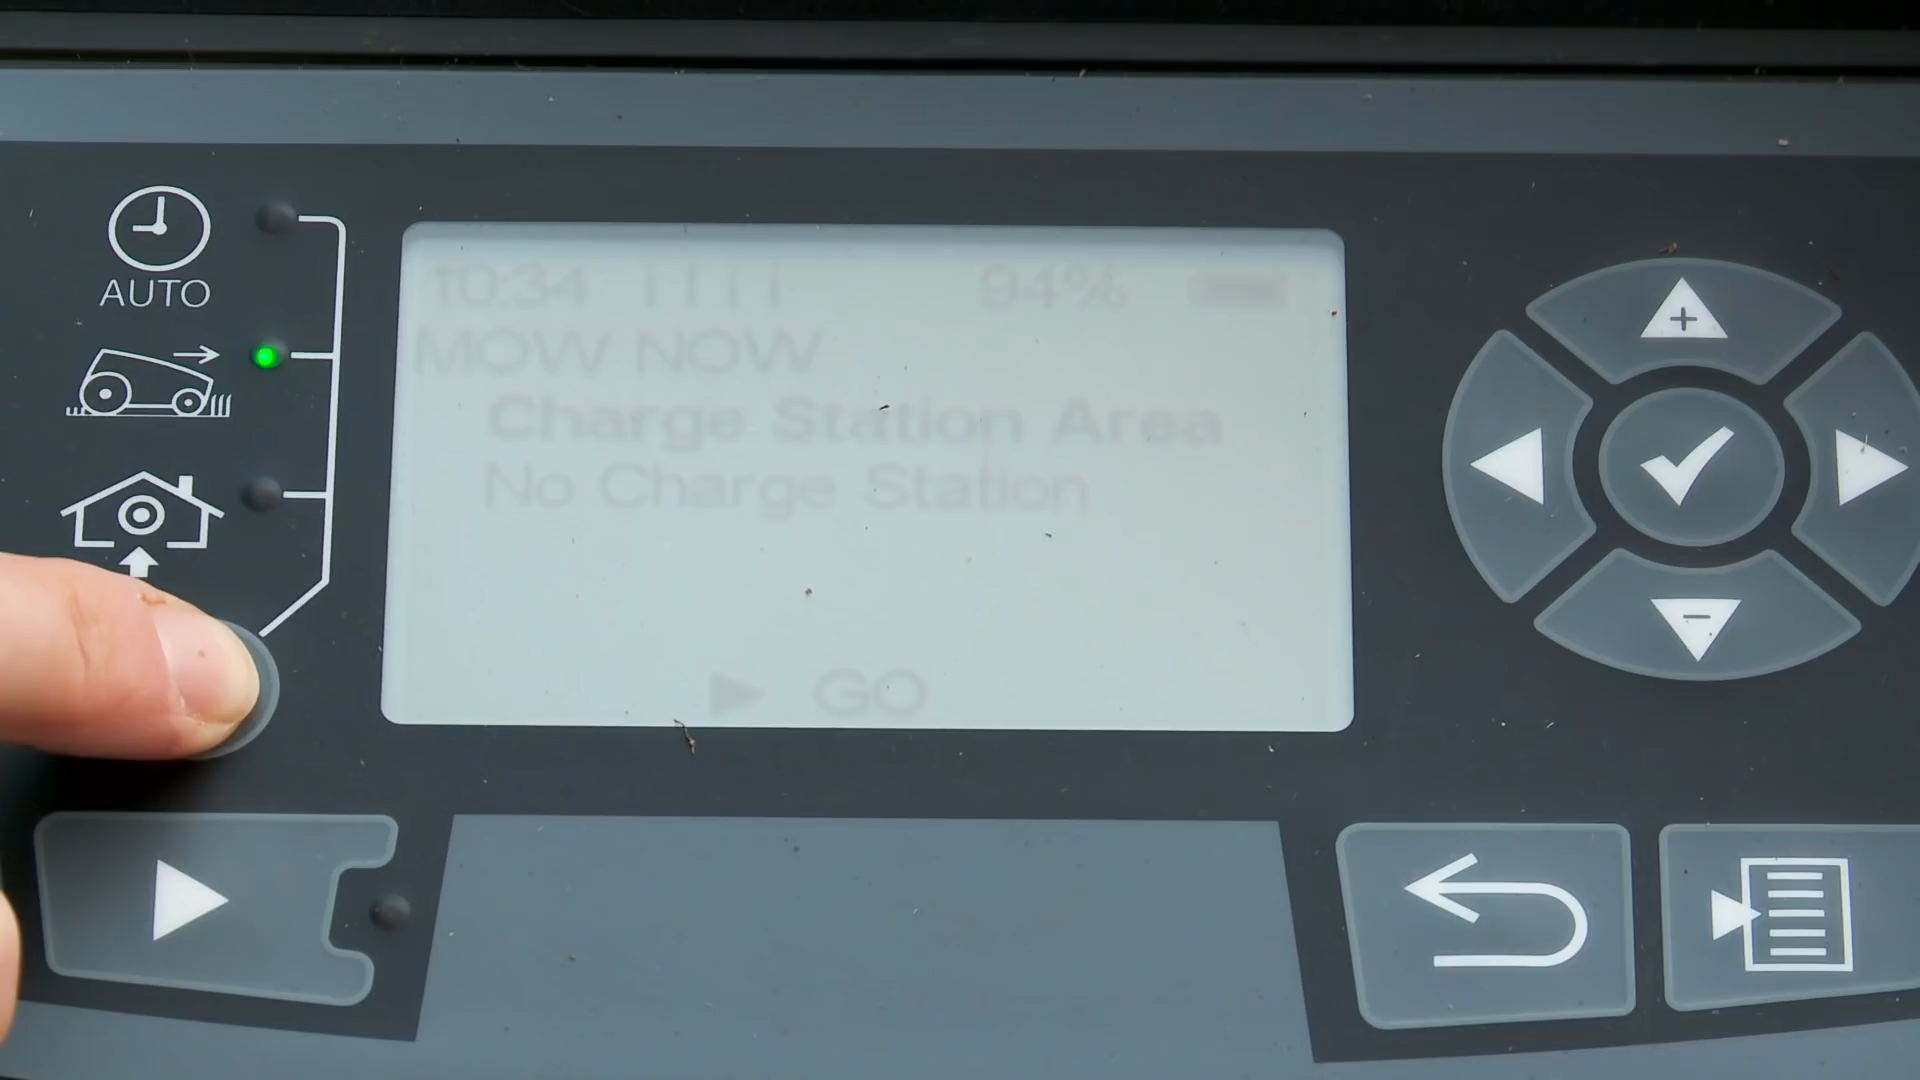 AUTO
10:34 94%
MOW NOW
Charge Station Area
No Charge Station
GO